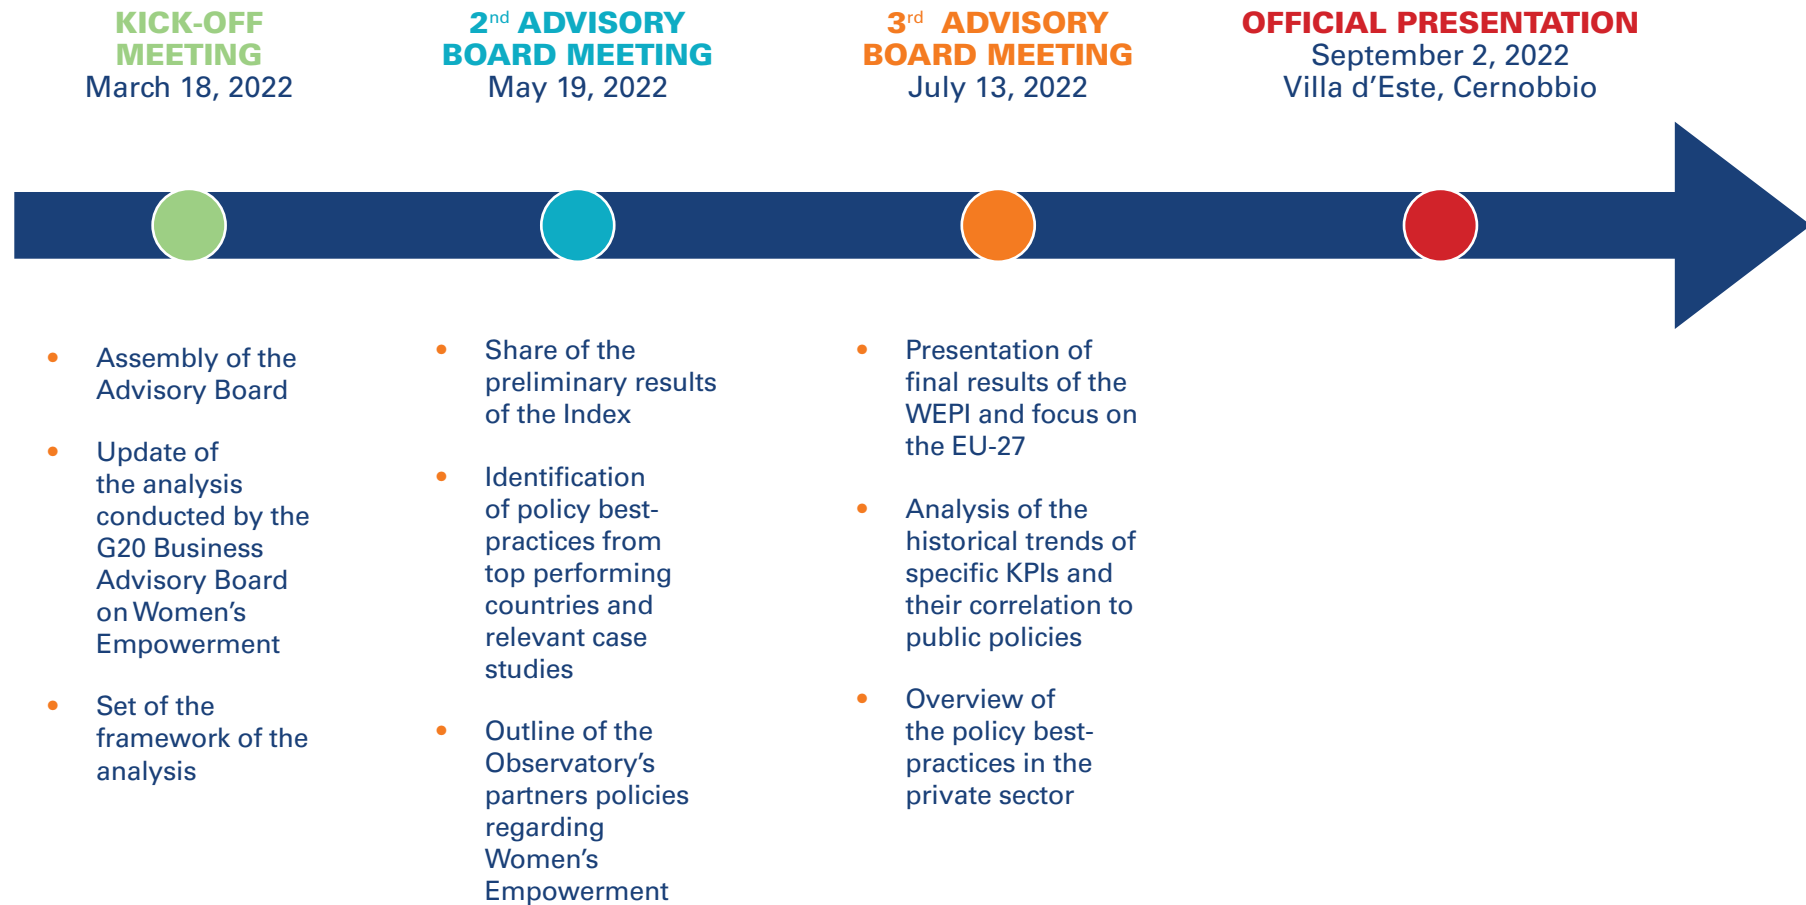 KICK-OFF
MEETING
March 18, 2022
2nd ADVISORY
BOARD MEETING
May 19, 2022
3rd ADVISORY
BOARD MEETING
July 13, 2022
OFFICIAL PRESENTATION
September 2, 2022
Villa d’Este, Cernobbio
• Assembly of the
Advisory Board
• Update of
the analysis
conducted by the
G20 Business
Advisory Board
on Women’s
Empowerment
• Set of the
framework of the
analysis
• Share of the
preliminary results
of the Index
• Identification
of policy best-
practices from
top performing
countries and
relevant case
studies
• Outline of the
Observatory’s
partners policies
regarding
Women’s
Empowerment
• Presentation of
final results of the
WEPI and focus on
the EU-27
• Analysis of the
historical trends of
specific KPIs and
their correlation to
public policies
• Overview of
the policy best-
practices in the
private sector